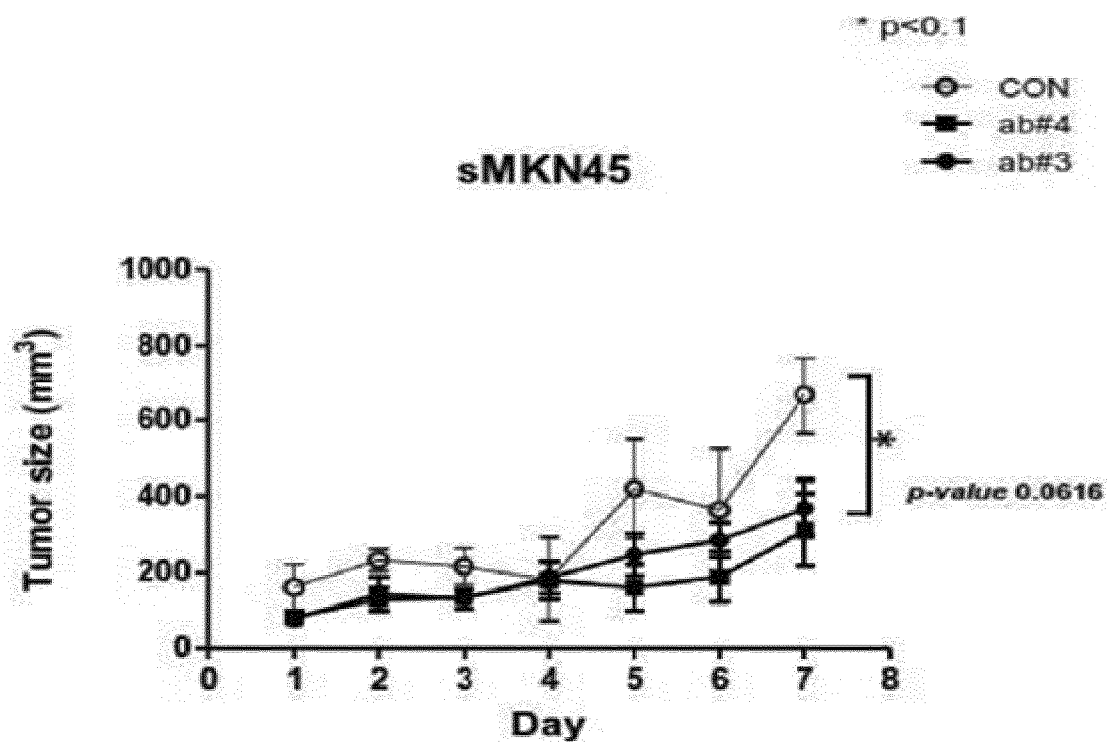 * p<0.1
CON
ab#4
ab#3
sMKN45
1000
800
600
400
200
0
Tumor size (mm³)
*
p-value 0.0616
0 1 2 3 4 5 6 7 8
Day